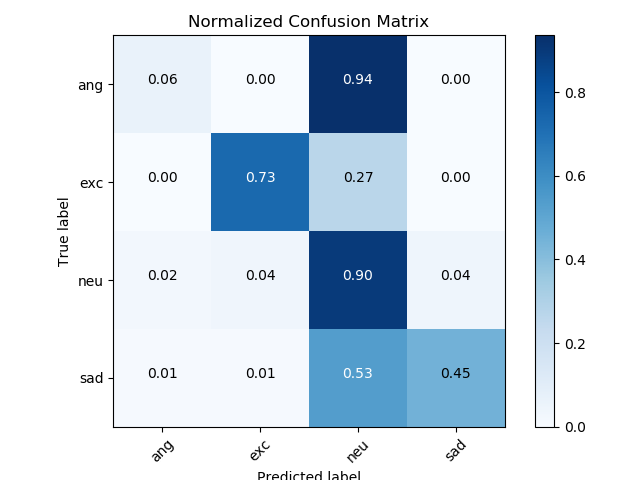 Normalized Confusion Matrix
True label
ang 0.06 0.00 0.94 0.00
exc 0.00 0.73 0.27 0.00
neu 0.02 0.04 0.90 0.04
sad 0.01 0.01 0.53 0.45
ang exc neu sad
Predicted label
0.8
0.6
0.4
0.2
0.0